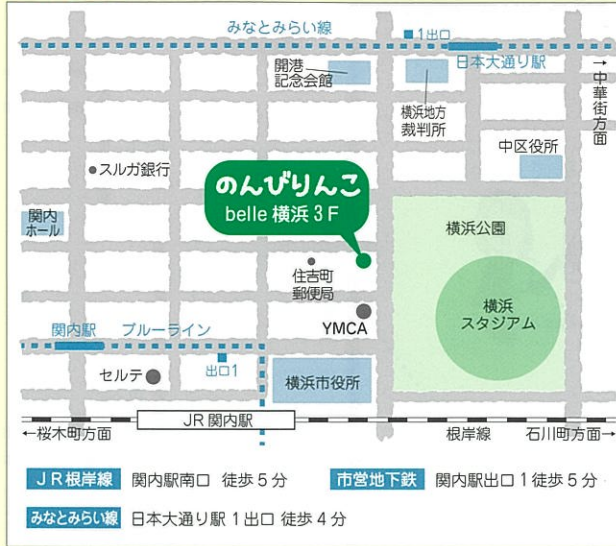 みなとみらい線
1出口
日本大通り駅
開港
記念会館
横浜地方
裁判所
→中華街方面
中区役所
スルガ銀行
のんびりんこ
belle 横浜 3F
関内
ホール
横浜公園
住吉町
郵便局
横浜
スタジアム
YMCA
関内駅 ブルーライン
出口1
セルテ
横浜市役所
JR 関内駅
←桜木町方面
根岸線
石川町方面→
JR根岸線 関内駅南口 徒歩5分
市営地下鉄 関内駅出口1徒歩5分
みなとみらい線 日本大通り駅1出口 徒歩4分